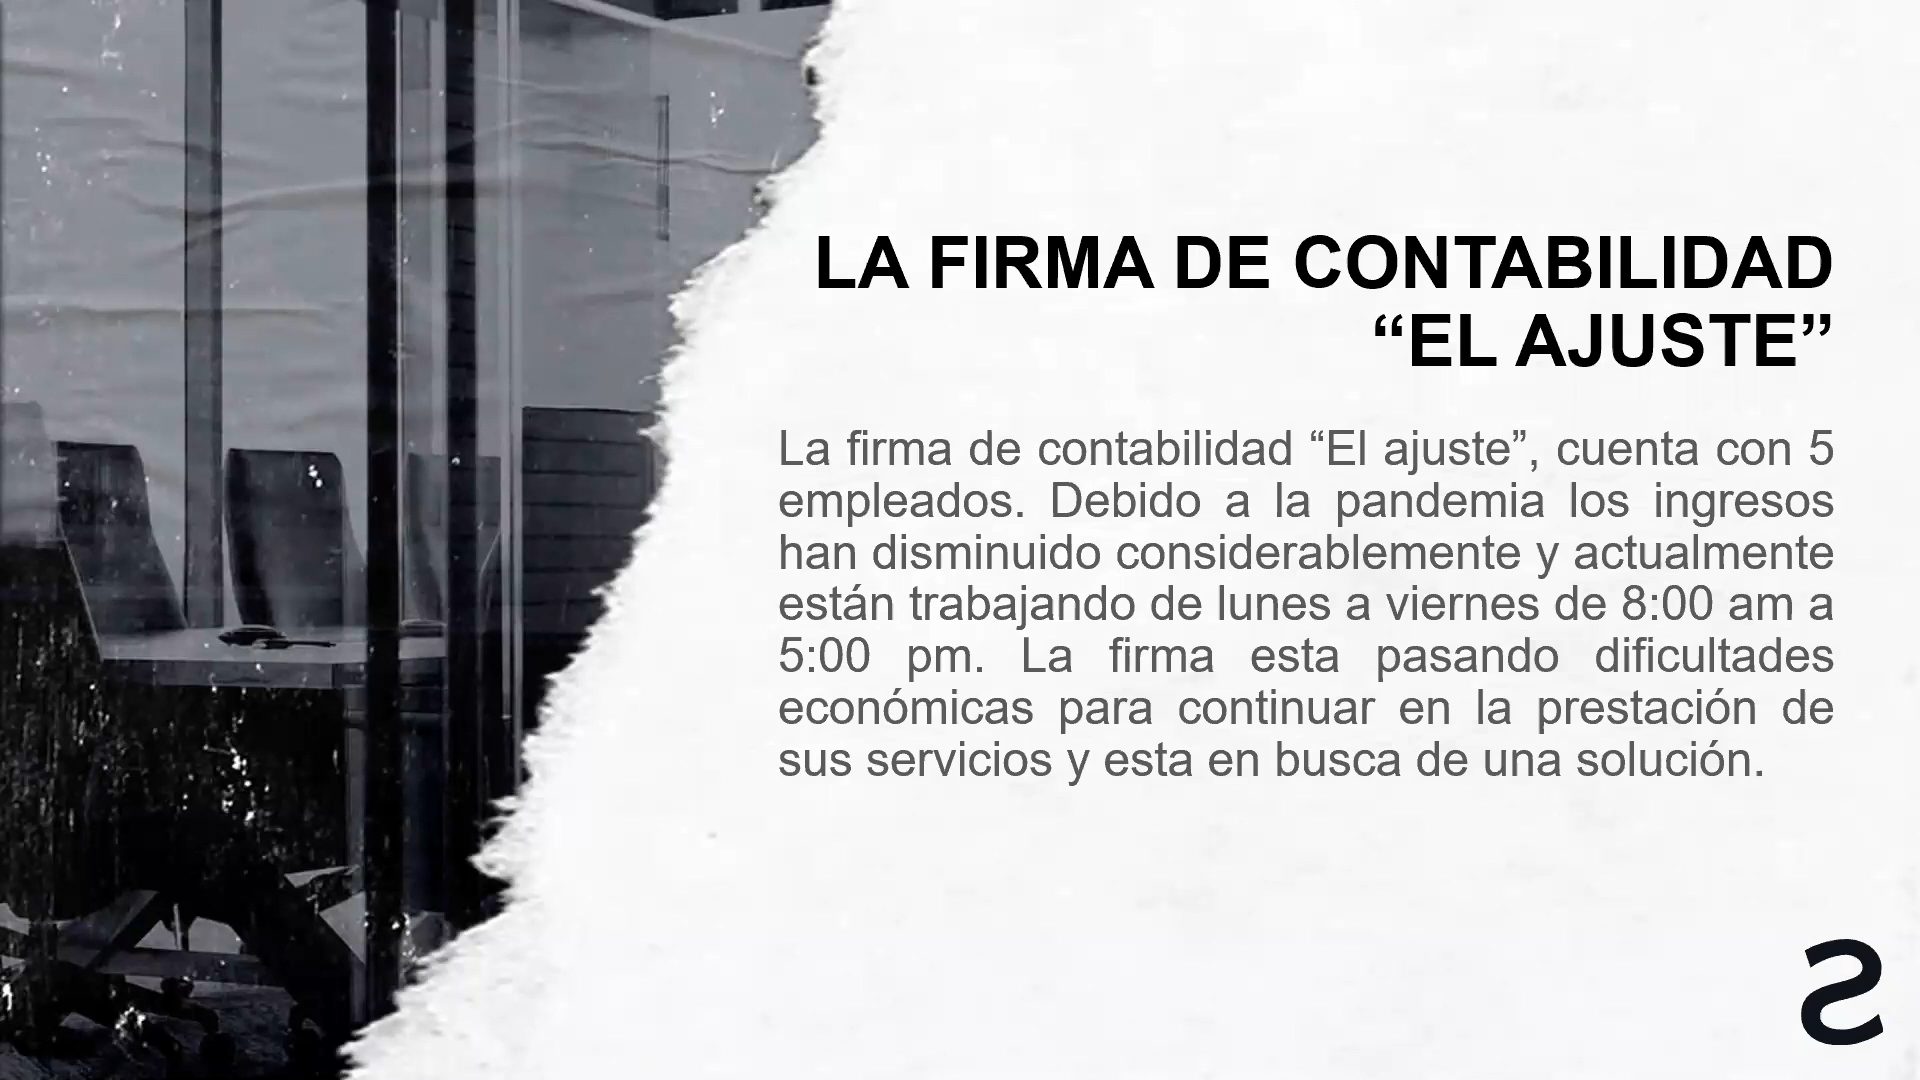 LA FIRMA DE CONTABILIDAD
“EL AJUSTE”
La firma de contabilidad “El ajuste”, cuenta con 5
empleados. Debido a la pandemia los ingresos
han disminuido considerablemente y actualmente
están trabajando de lunes a viernes de 8:00 am a
5:00 pm. La firma esta pasando dificultades
económicas para continuar en la prestación de
sus servicios y esta en busca de una solución.